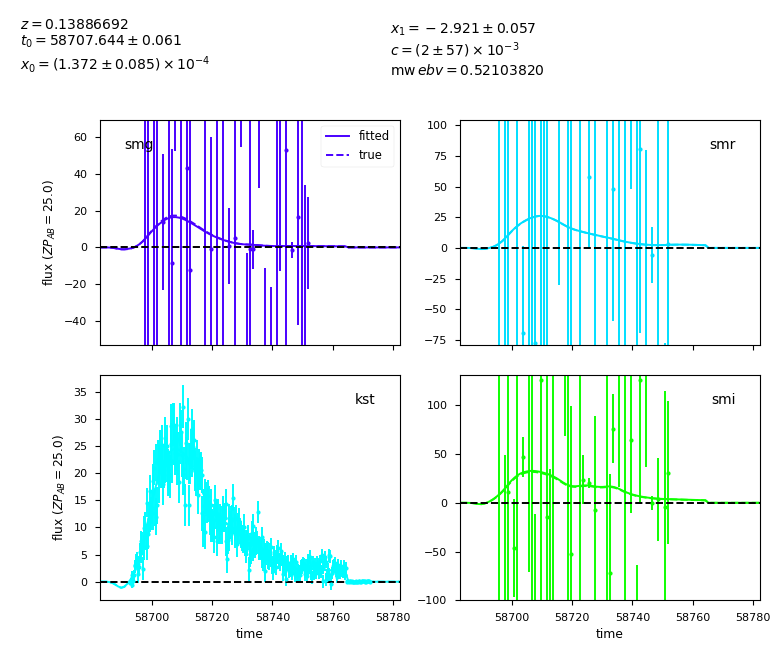 z = 0.13886692
t₀ = 58707.644 ± 0.061
x₀ = (1.372 ± 0.085) × 10⁻⁴
x₁ = −2.921 ± 0.057
c = (2 ± 57) × 10⁻³
mw ebv = 0.52103820
smg
fitted
true
60
40
20
0
−20
−40
flux (ZP_AB = 25.0)
smr
100
75
50
25
0
−25
−50
−75
kst
35
30
25
20
15
10
5
0
flux (ZP_AB = 25.0)
58700 58720 58740 58760 58780
time
smi
100
50
0
−50
−100
58700 58720 58740 58760 58780
time